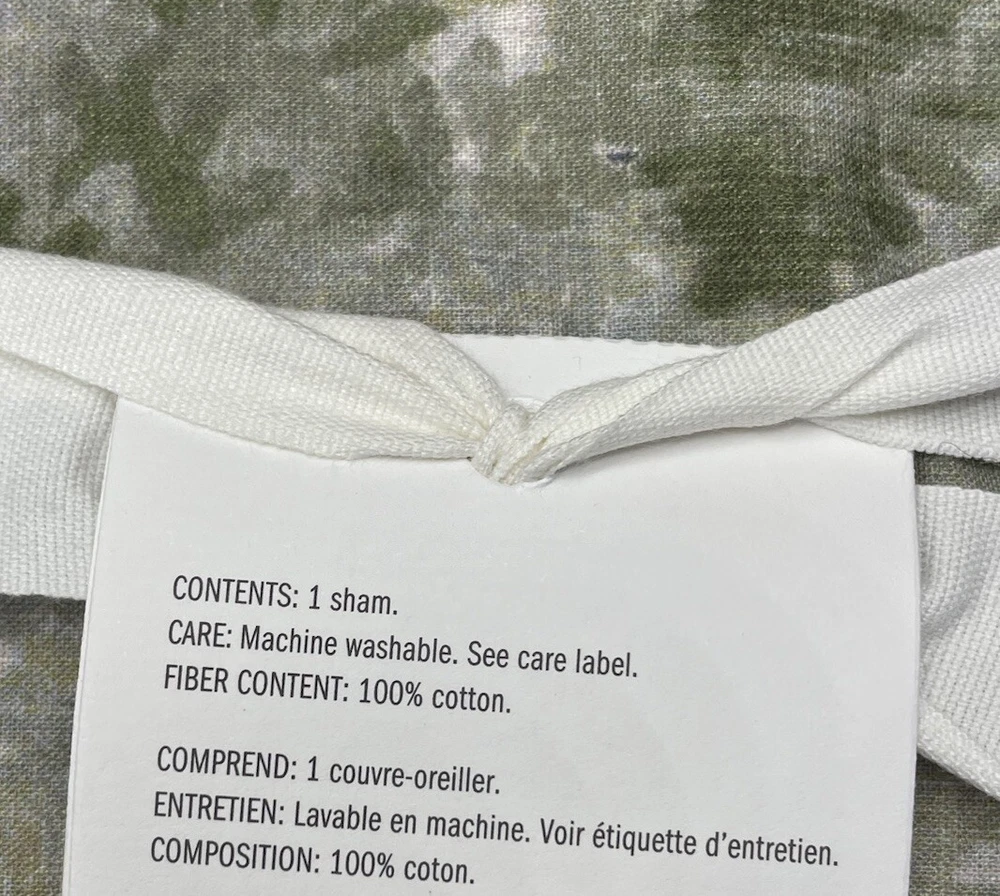 CONTENTS: 1 sham.
CARE: Machine washable. See care label.
FIBER CONTENT: 100% cotton.
COMPREND: 1 couvre-oreiller.
ENTRETIEN: Lavable en machine. Voir étiquette d'entretien.
COMPOSITION: 100% coton.